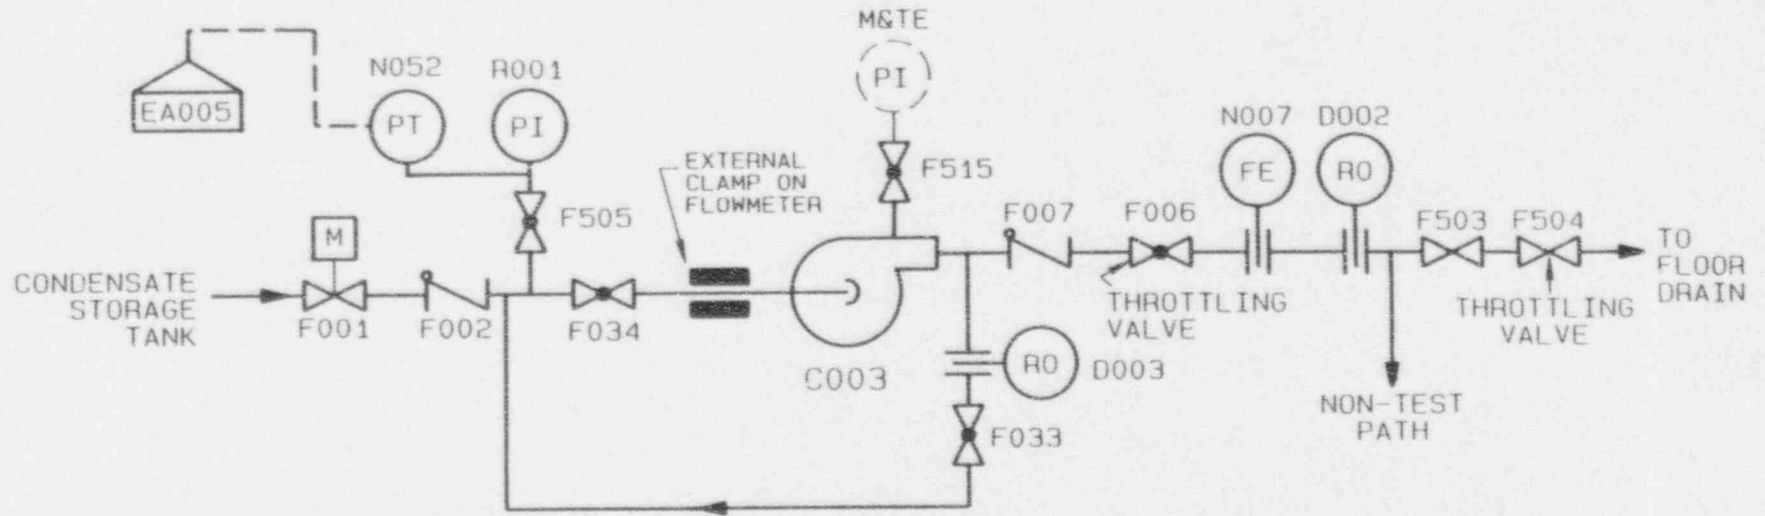 M&TE
N052
R001
PI
N007
D002
EA005
PT
PI
EXTERNAL
CLAMP ON
FLOWMETER
F515
FE
RO
M
F505
F007
F006
F503
F504
CONDENSATE
STORAGE
TANK
TO
FLOOR
DRAIN
F001
F002
F034
THROTTLING
VALVE
THROTTLING
VALVE
C003
RO
D003
NON-TEST
PATH
F033